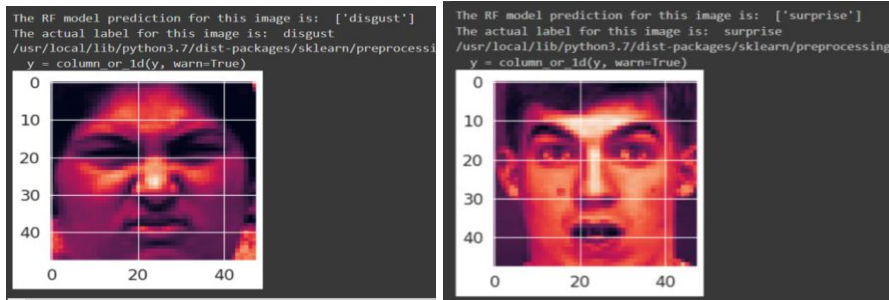 The RF model prediction for this image is: ['disgust']
The actual label for this image is: disgust
/usr/local/lib/python3.7/dist-packages/sklearn/preprocessi
y = column_or_1d(y, warn=True)
0
10
20
30
40
0 20 40
The RF model prediction for this image is: ['surprise']
The actual label for this image is: surprise
/usr/local/lib/python3.7/dist-packages/sklearn/preprocessing
y = column_or_1d(y, warn=True)
0
10
20
30
40
0 20 40